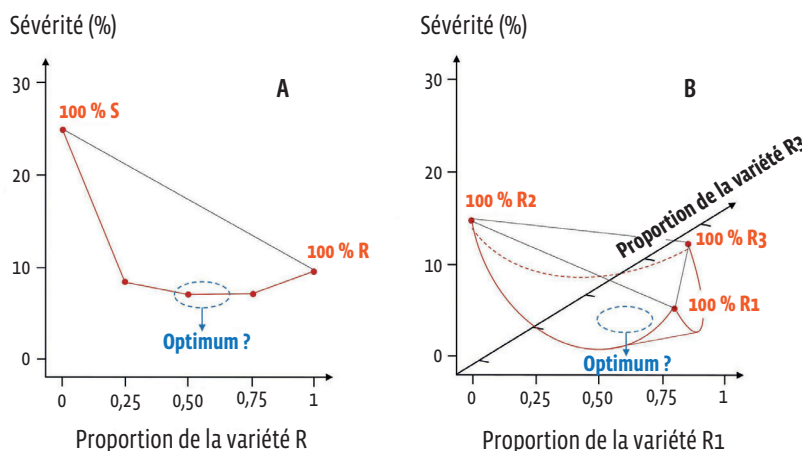 Sévérité (%)
A
30
20
10
0
100 % S
100 % R
Optimum ?
0 0,25 0,50 0,75 1
Proportion de la variété R
Sévérité (%)
B
30
20
10
0
Proportion de la variété R3
100 % R2
100 % R3
100 % R1
Optimum ?
0 0,25 0,50 0,75 1
Proportion de la variété R1